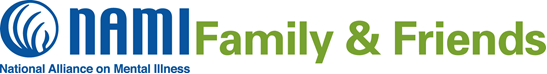 NAMI Family & Friends
National Alliance on Mental Illness